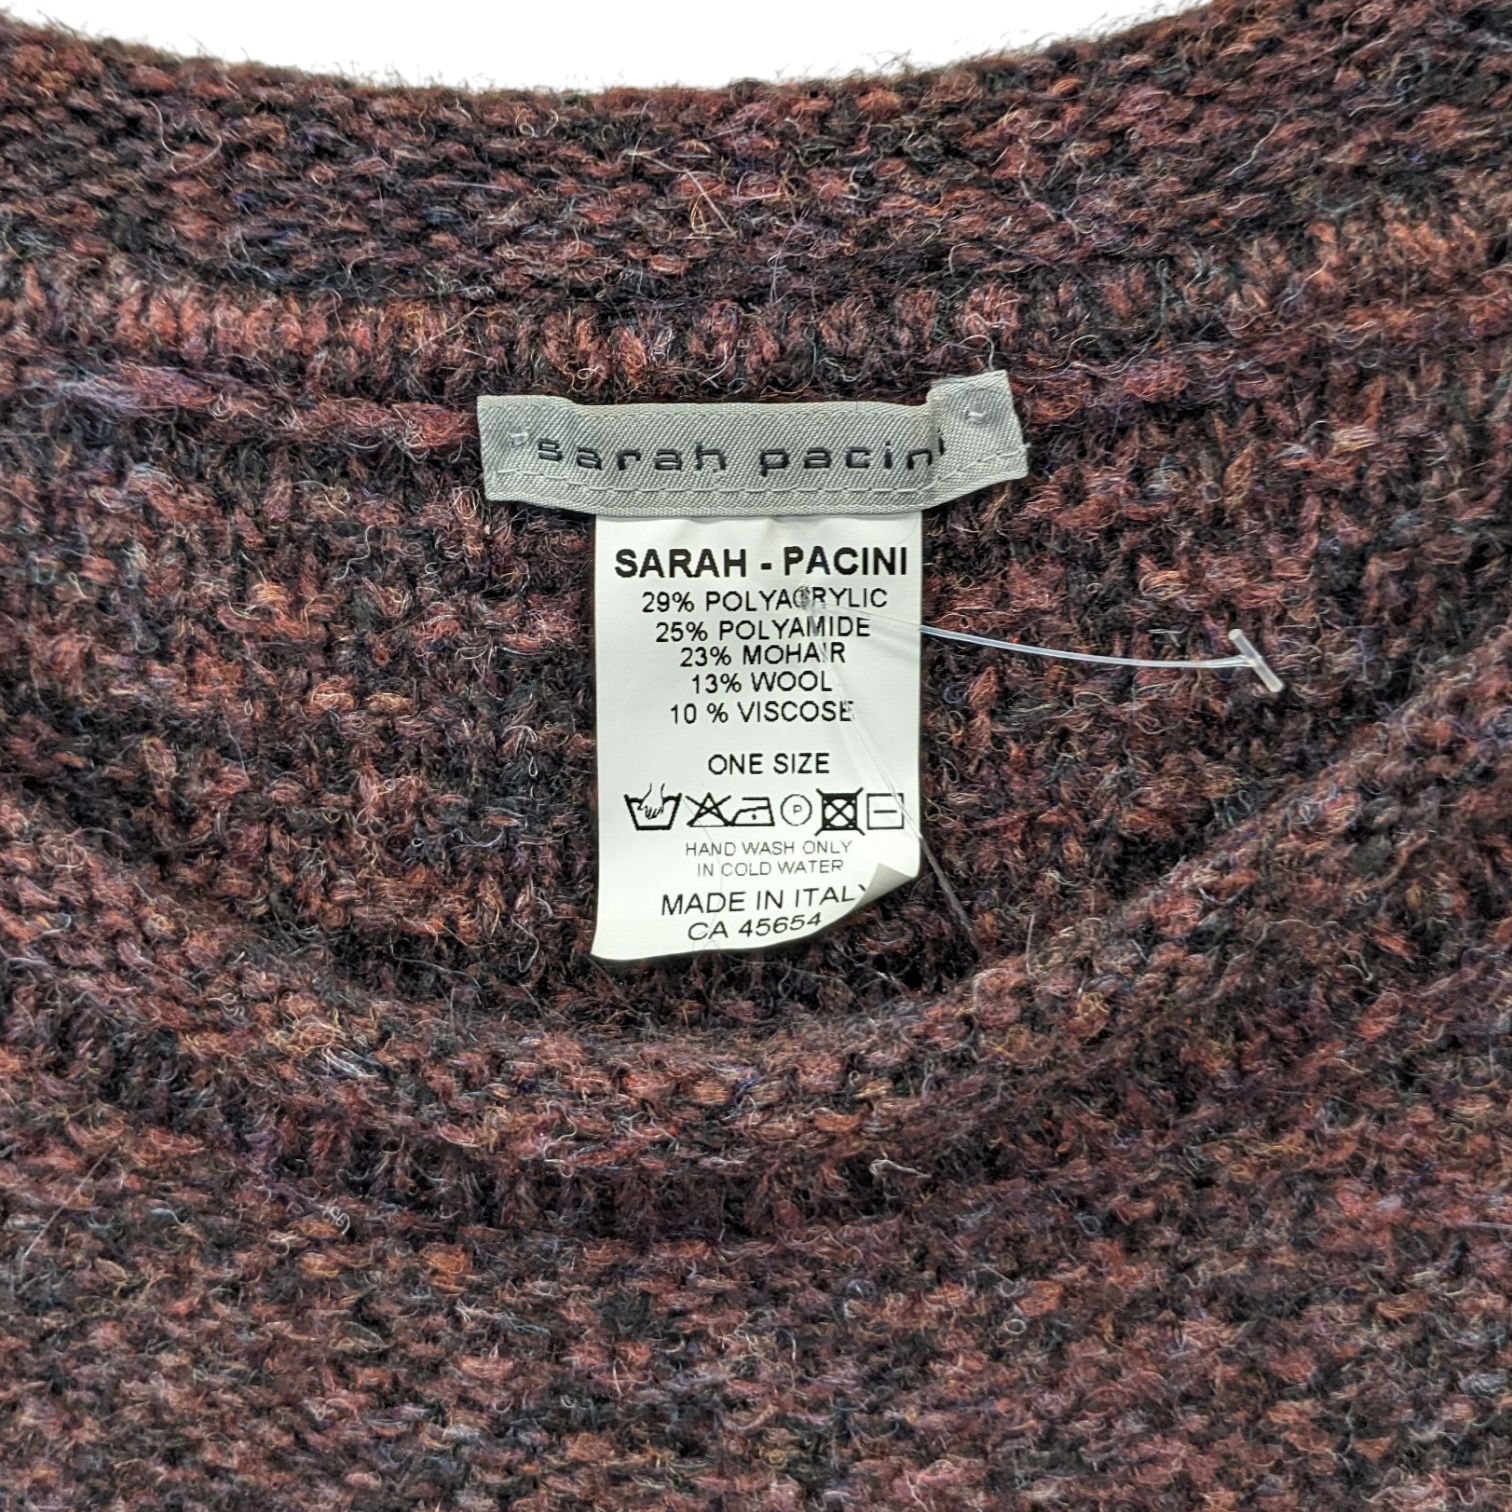 sarah pacini
SARAH - PACINI
29% POLYACRYLIC
25% POLYAMIDE
23% MOHAIR
13% WOOL
10 % VISCOSE
ONE SIZE
P
HAND WASH ONLY
IN COLD WATER
MADE IN ITALY
CA 45654